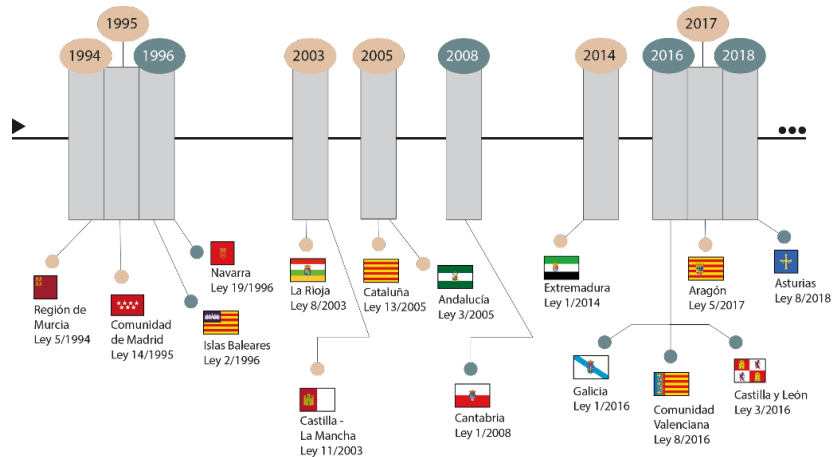 1994
1995
1996
2003
2005
2008
2014
2016
2017
2018
Región de
Murcia
Ley 5/1994
Comunidad
de Madrid
Ley 14/1995
Navarra
Ley 19/1996
Islas Baleares
Ley 2/1996
La Rioja
Ley 8/2003
Castilla -
La Mancha
Ley 11/2003
Cataluña
Ley 13/2005
Andalucía
Ley 3/2005
Cantabria
Ley 1/2008
Extremadura
Ley 1/2014
Galicia
Ley 1/2016
Comunidad
Valenciana
Ley 8/2016
Castilla y León
Ley 3/2016
Aragón
Ley 5/2017
Asturias
Ley 8/2018